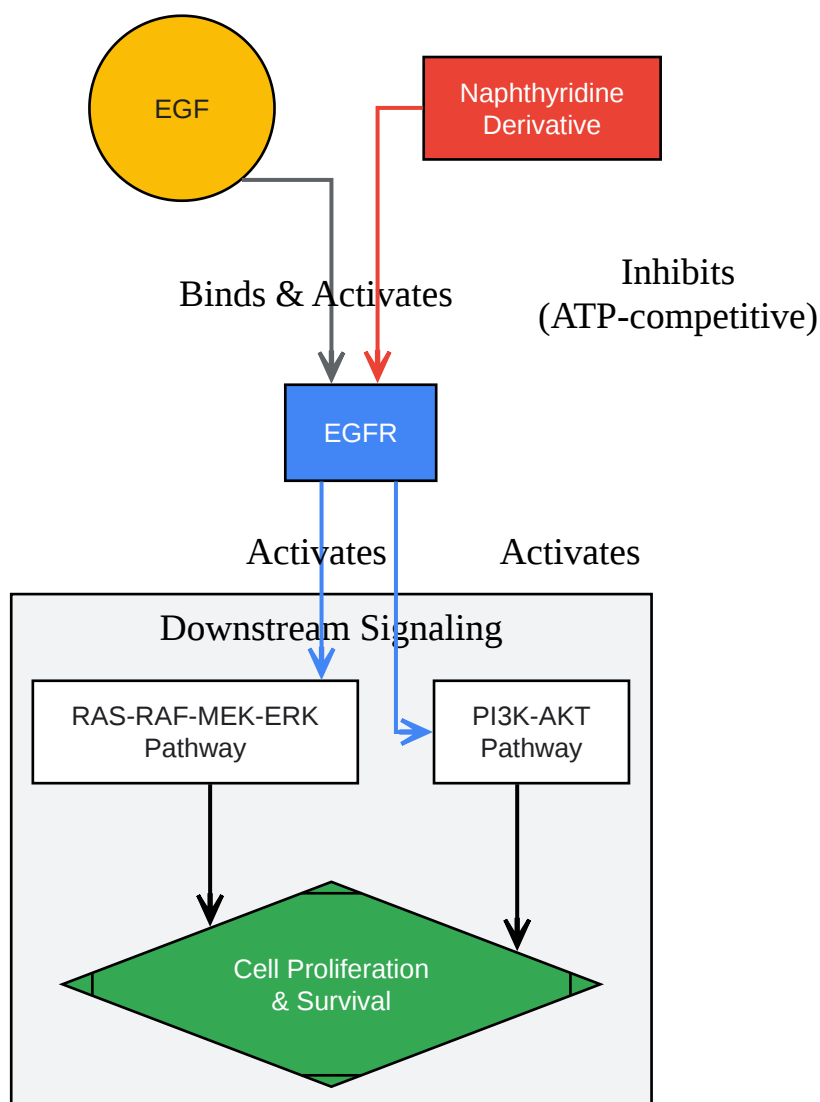 EGF
Naphthyridine
Derivative
Inhibits
(ATP-competitive)
Binds & Activates
EGFR
Activates
Activates
Downstream Signaling
RAS-RAF-MEK-ERK
Pathway
PI3K-AKT
Pathway
Cell Proliferation
& Survival